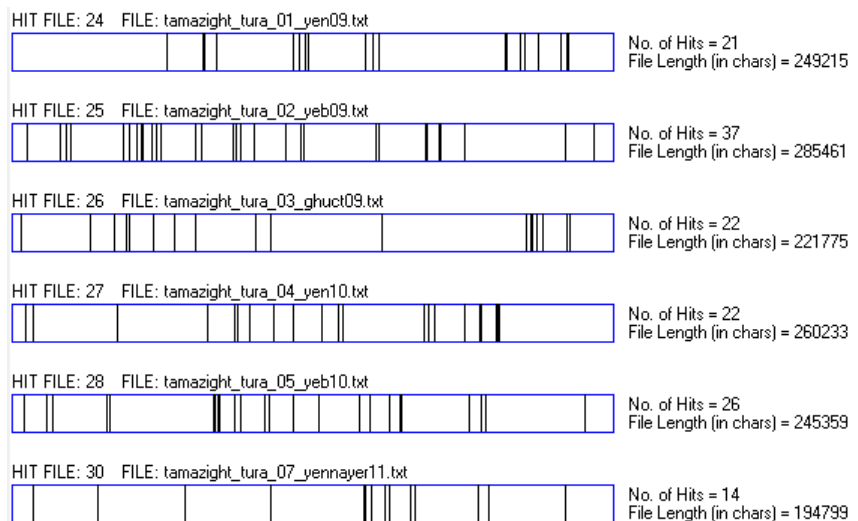 HIT FILE: 24 FILE: tamazight_tura_01_yen09.txt
No. of Hits = 21
File Length (in chars) = 249215
HIT FILE: 25 FILE: tamazight_tura_02_yeb09.txt
No. of Hits = 37
File Length (in chars) = 285461
HIT FILE: 26 FILE: tamazight_tura_03_ghuct09.txt
No. of Hits = 22
File Length (in chars) = 221775
HIT FILE: 27 FILE: tamazight_tura_04_yen10.txt
No. of Hits = 22
File Length (in chars) = 260233
HIT FILE: 28 FILE: tamazight_tura_05_yeb10.txt
No. of Hits = 26
File Length (in chars) = 245359
HIT FILE: 30 FILE: tamazight_tura_07_yennayer11.txt
No. of Hits = 14
File Length (in chars) = 194799